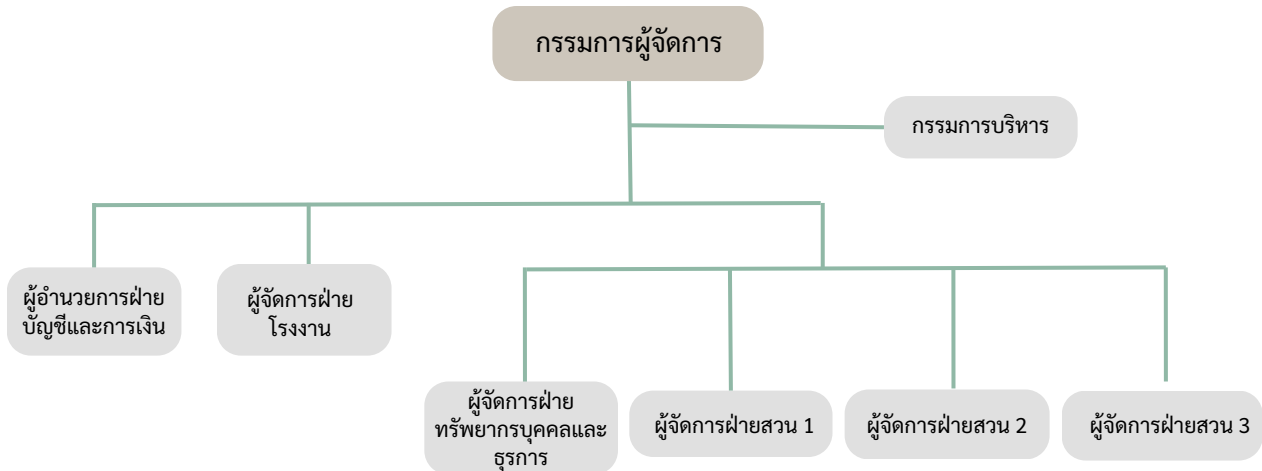 กรรมการผู้จัดการ
กรรมการบริหาร
ผู้อำนวยการฝ่าย
บัญชีและการเงิน
ผู้จัดการฝ่าย
โรงงาน
ผู้จัดการฝ่าย
ทรัพยากรบุคคลและ
ธุรการ
ผู้จัดการฝ่ายสวน 1
ผู้จัดการฝ่ายสวน 2
ผู้จัดการฝ่ายสวน 3